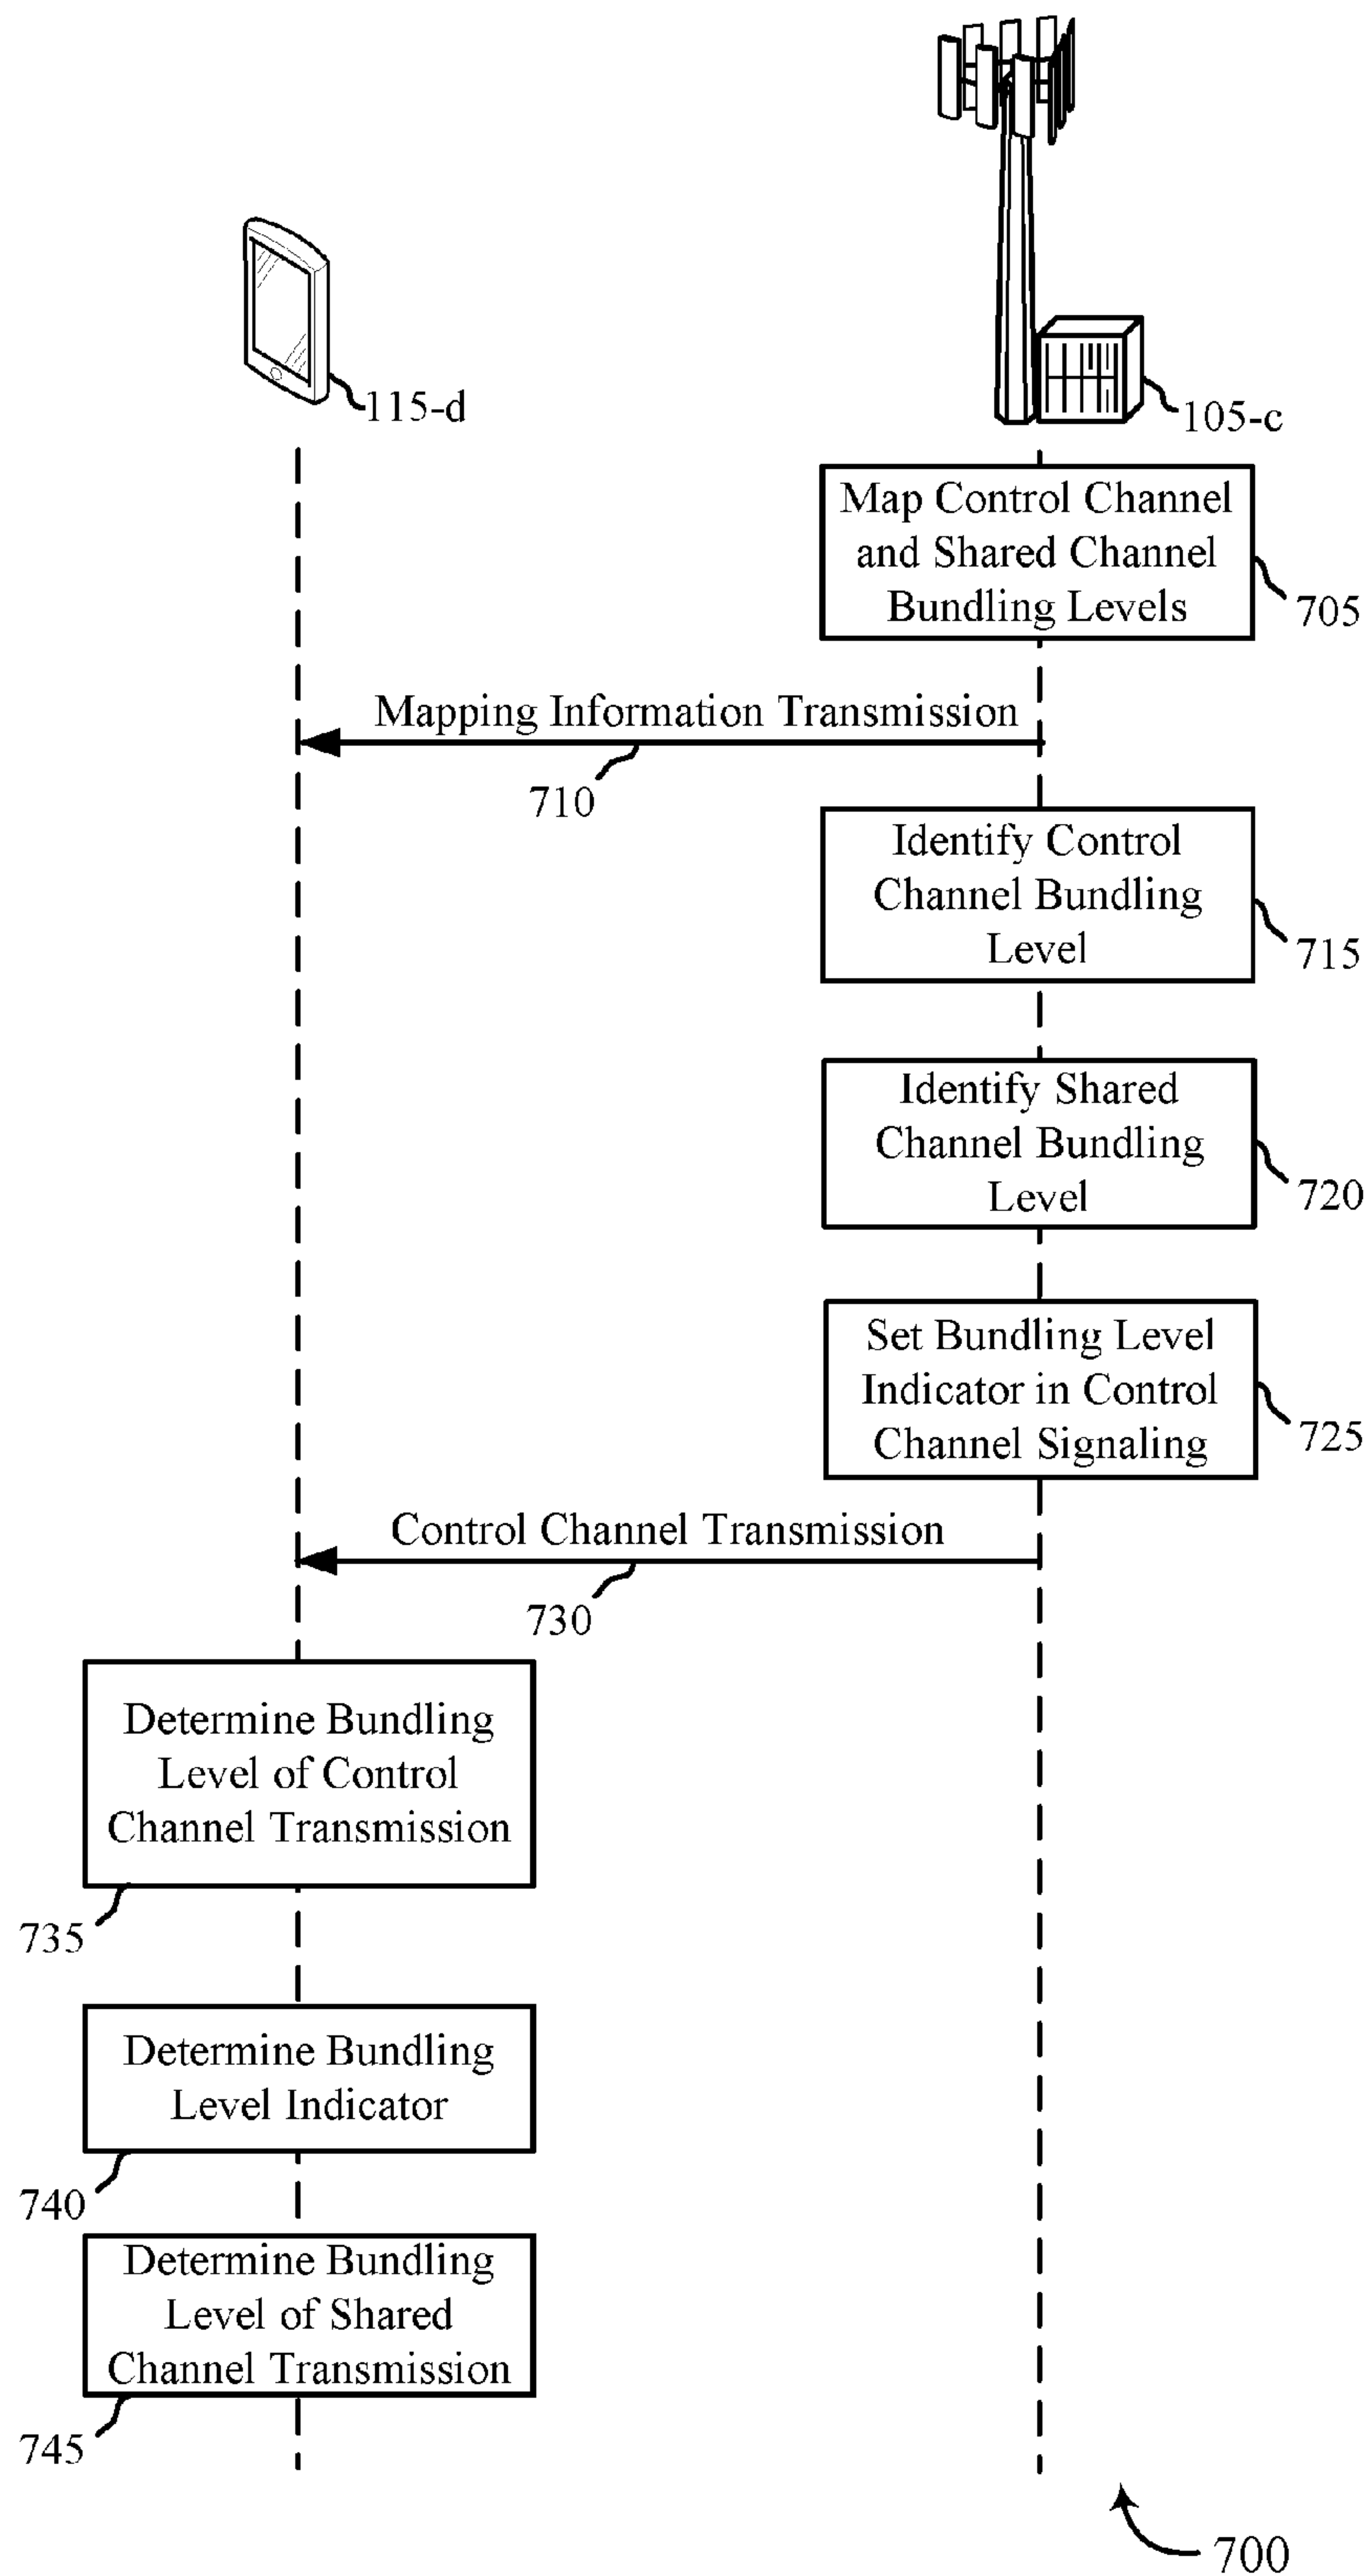 115-d
105-c
Map Control Channel
and Shared Channel
Bundling Levels
705
Mapping Information Transmission
710
Identify Control
Channel Bundling
Level
715
Identify Shared
Channel Bundling
Level
720
Set Bundling Level
Indicator in Control
Channel Signaling
725
Control Channel Transmission
730
Determine Bundling
Level of Control
Channel Transmission
735
Determine Bundling
Level Indicator
740
Determine Bundling
Level of Shared
Channel Transmission
745
700